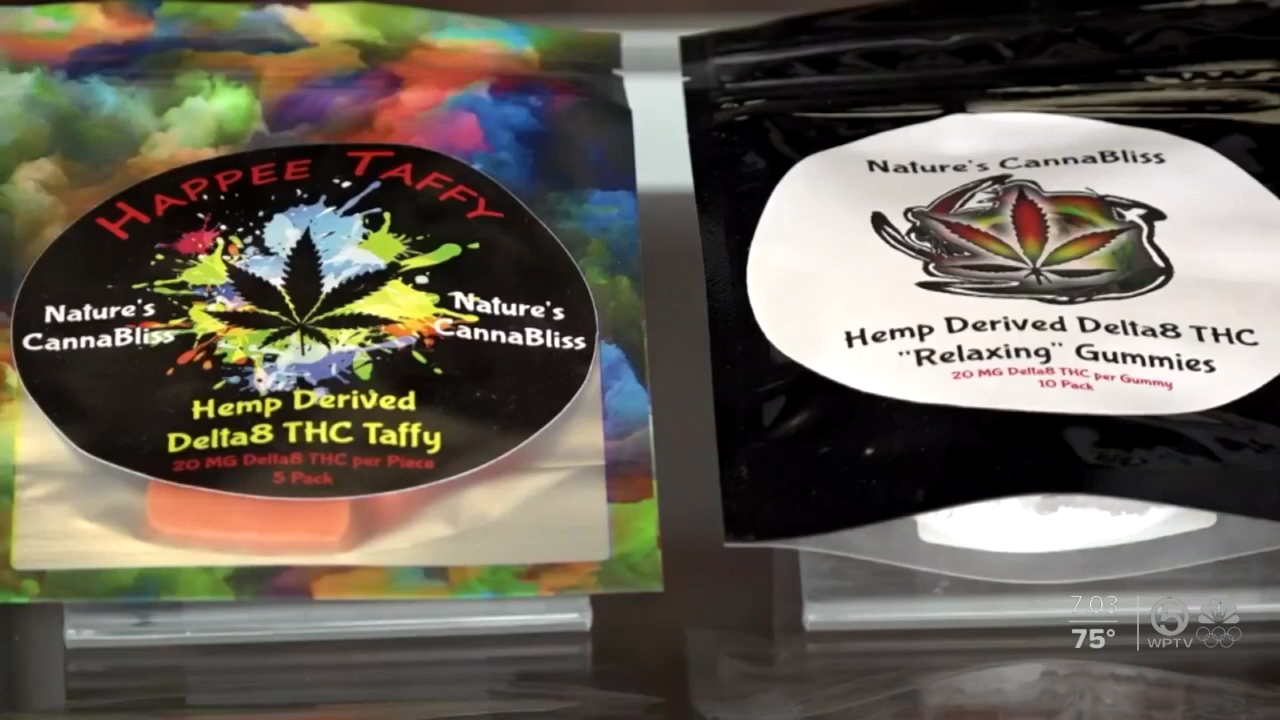 HAPPEE TAFFY
Nature's
CannaBliss
Nature's
CannaBliss
Hemp Derived
Delta8 THC Taffy
20 MG Delta8 THC per Piece
5 Pack
Nature's CannaBliss
Hemp Derived Delta8 THC
"Relaxing" Gummies
20 MG Delta8 THC per Gummy
10 Pack
7:03
75°
5
WPTV